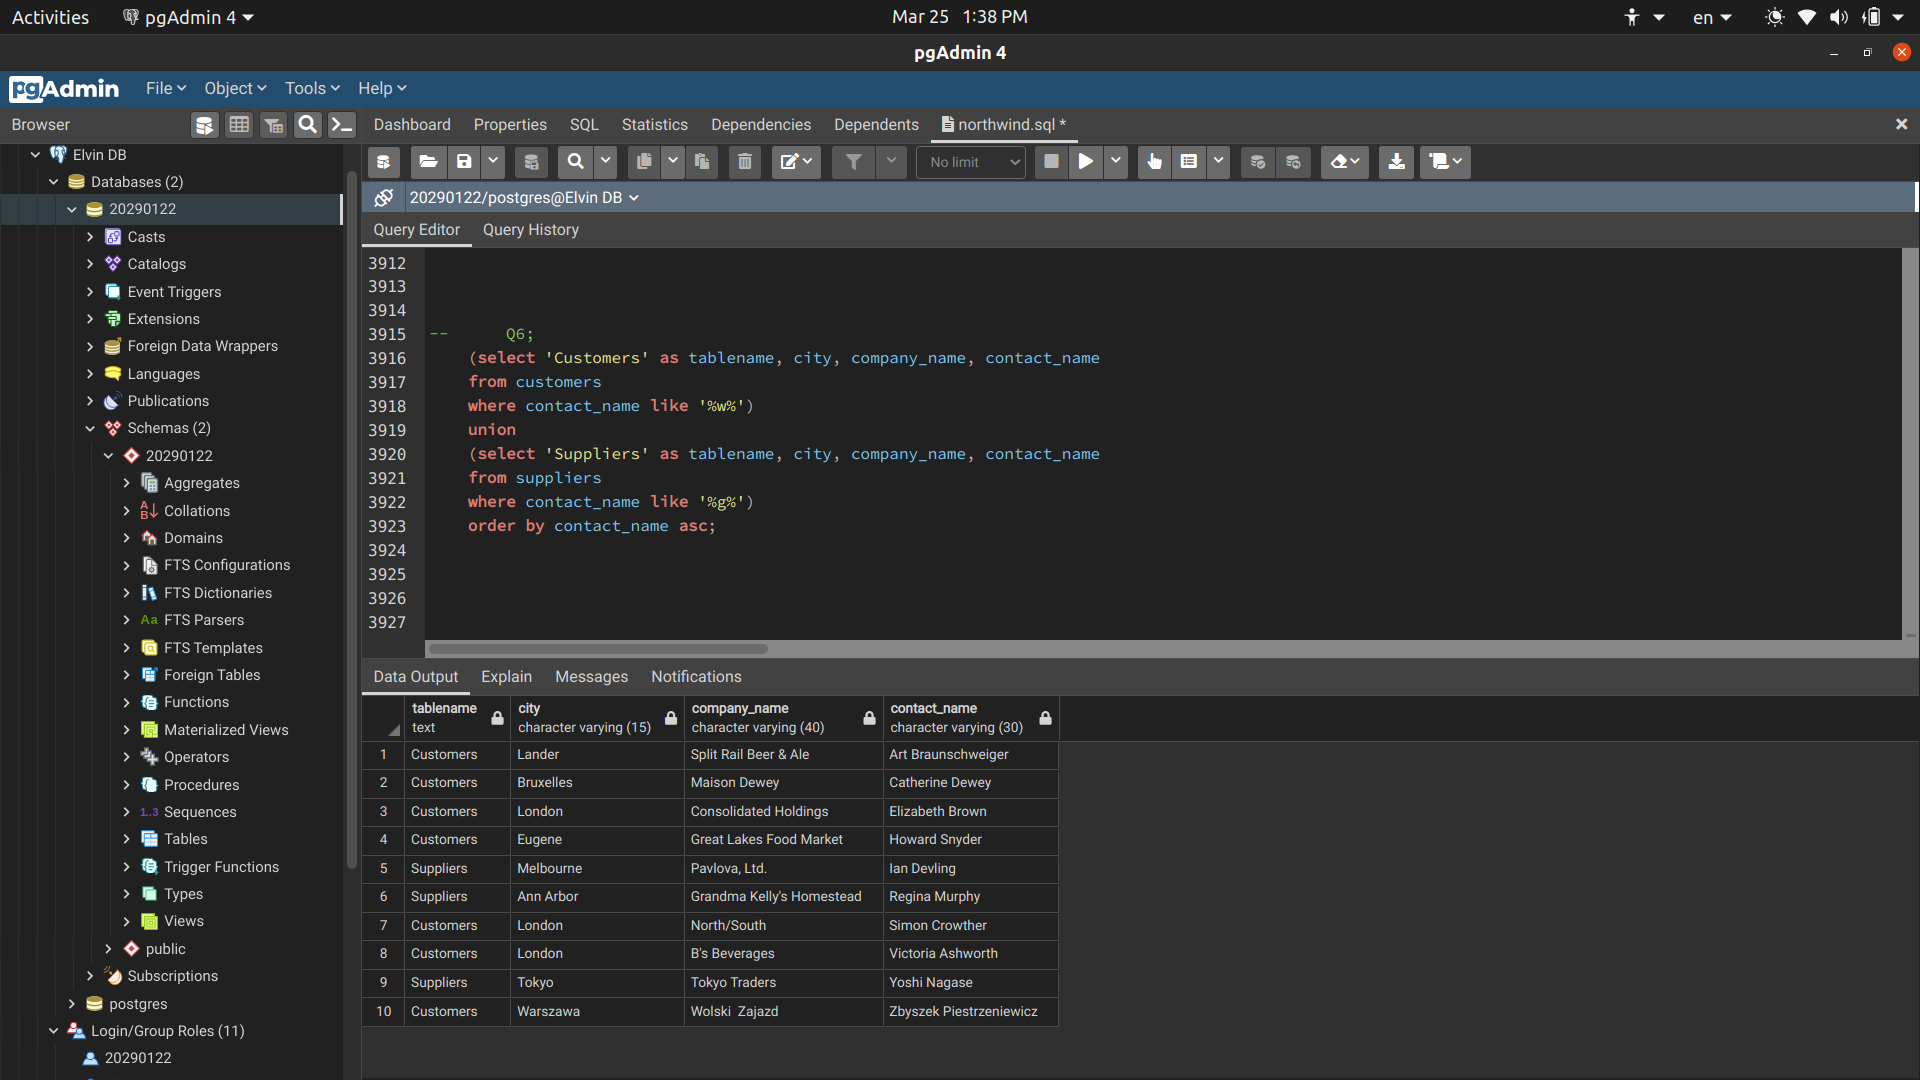 Activities
pgAdmin 4
Mar 25 1:38 PM
en
pgAdmin 4
pgAdmin
File
Object
Tools
Help
Browser
Dashboard
Properties
SQL
Statistics
Dependencies
Dependents
northwind.sql *
No limit
20290122/postgres@Elvin DB
Query Editor
Query History
Elvin DB
Databases (2)
20290122
Casts
Catalogs
Event Triggers
Extensions
Foreign Data Wrappers
Languages
Publications
Schemas (2)
20290122
Aggregates
Collations
Domains
FTS Configurations
FTS Dictionaries
FTS Parsers
FTS Templates
Foreign Tables
Functions
Materialized Views
Operators
Procedures
1..3 Sequences
Tables
Trigger Functions
Types
Views
public
Subscriptions
postgres
Login/Group Roles (11)
20290122
3912
3913
3914
3915 -- Q6;
3916 (select 'Customers' as tablename, city, company_name, contact_name
3917 from customers
3918 where contact_name like '%w%')
3919 union
3920 (select 'Suppliers' as tablename, city, company_name, contact_name
3921 from suppliers
3922 where contact_name like '%g%')
3923 order by contact_name asc;
3924
3925
3926
3927
Data Output
Explain
Messages
Notifications
tablename city company_name contact_name
text character varying (15) character varying (40) character varying (30)
1 Customers Lander Split Rail Beer & Ale Art Braunschweiger
2 Customers Bruxelles Maison Dewey Catherine Dewey
3 Customers London Consolidated Holdings Elizabeth Brown
4 Customers Eugene Great Lakes Food Market Howard Snyder
5 Suppliers Melbourne Pavlova, Ltd. Ian Devling
6 Suppliers Ann Arbor Grandma Kelly's Homestead Regina Murphy
7 Customers London North/South Simon Crowther
8 Customers London B's Beverages Victoria Ashworth
9 Suppliers Tokyo Tokyo Traders Yoshi Nagase
10 Customers Warszawa Wolski Zajazd Zbyszek Piestrzeniewicz